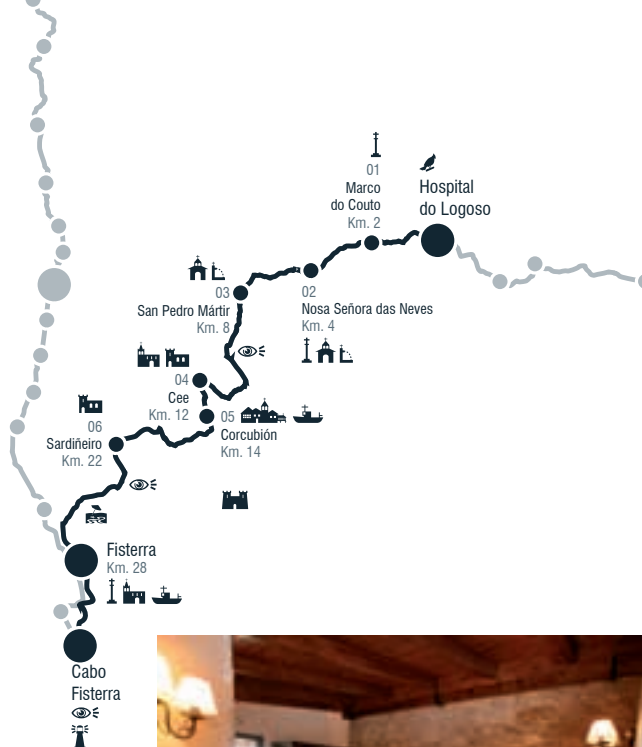 01
Marco
do Couto
Km. 2
Hospital
do Logoso
02
Nosa Señora das Neves
Km. 4
03
San Pedro Mártir
Km. 8
04
Cee
Km. 12
05
Corcubión
Km. 14
06
Sardiñeiro
Km. 22
Fisterra
Km. 28
Cabo
Fisterra